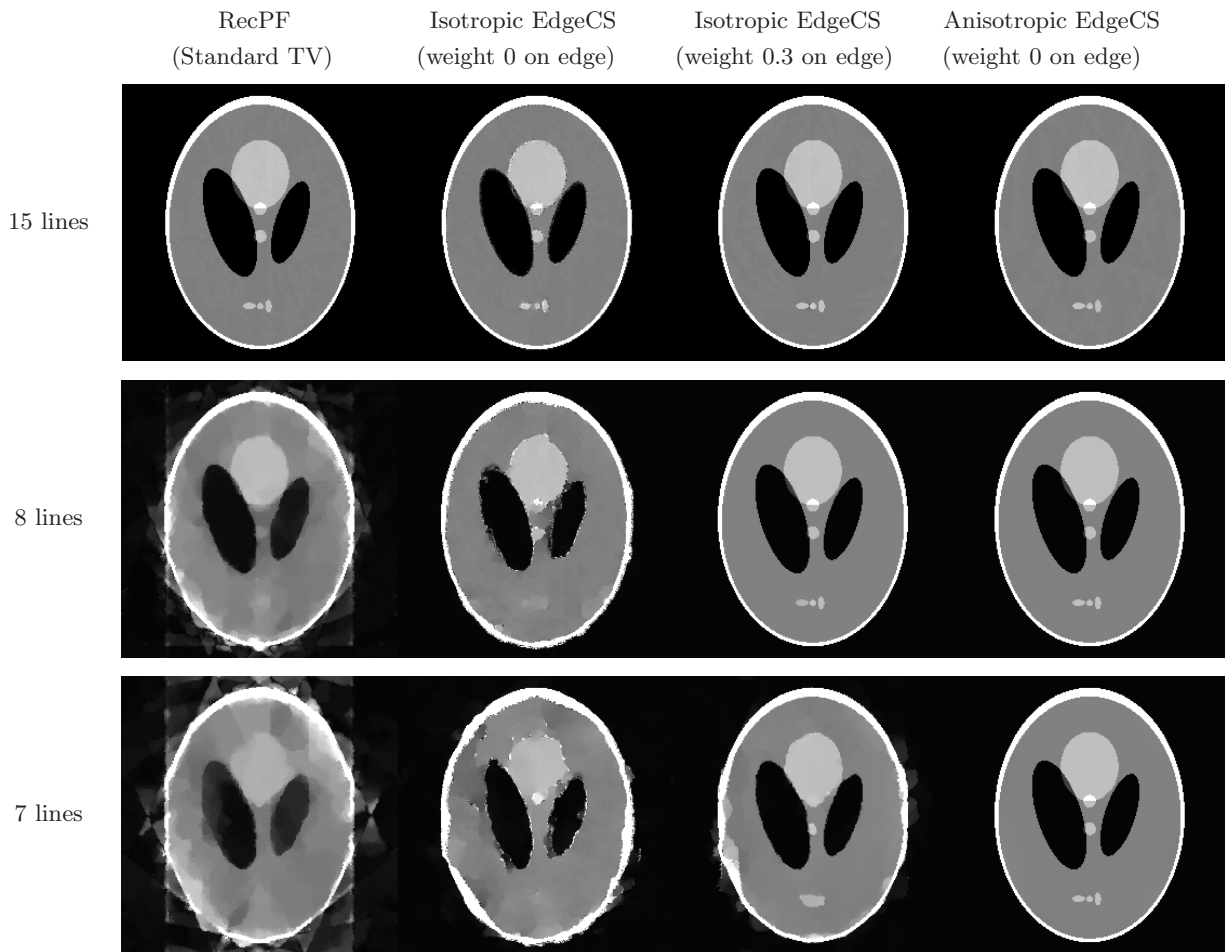 RecPF
(Standard TV)
Isotropic EdgeCS
(weight 0 on edge)
Isotropic EdgeCS
(weight 0.3 on edge)
Anisotropic EdgeCS
(weight 0 on edge)
15 lines
8 lines
7 lines